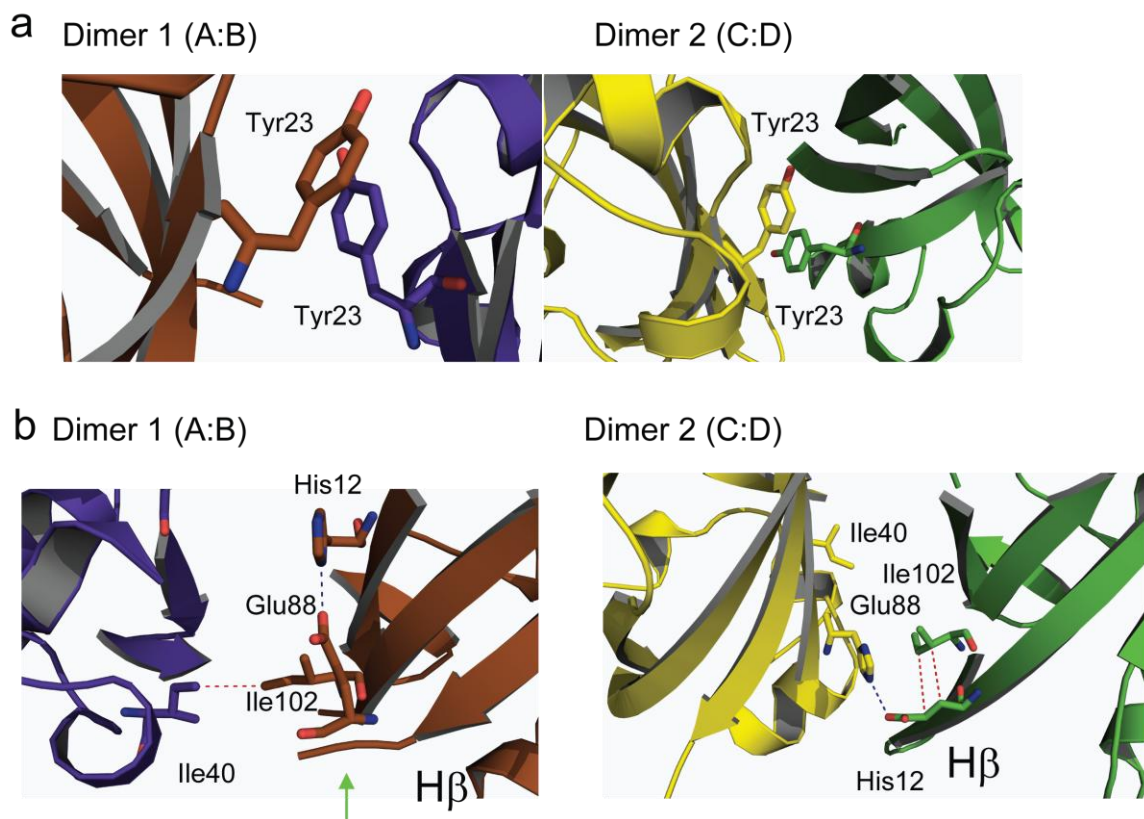 a Dimer 1 (A:B) Dimer 2 (C:D)
Tyr23 Tyr23
Tyr23 Tyr23
b Dimer 1 (A:B) Dimer 2 (C:D)
His12
Ile40
Ile102
Glu88 Glu88
Ile102
Ile40 Hβ His12 Hβ